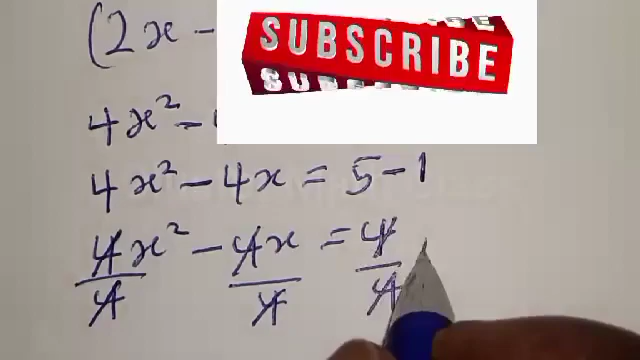 (2x -
SUBSCRIBE
4x² -
4x² - 4x = 5 - 1
4x²/4 - 4x/4 = 4/4